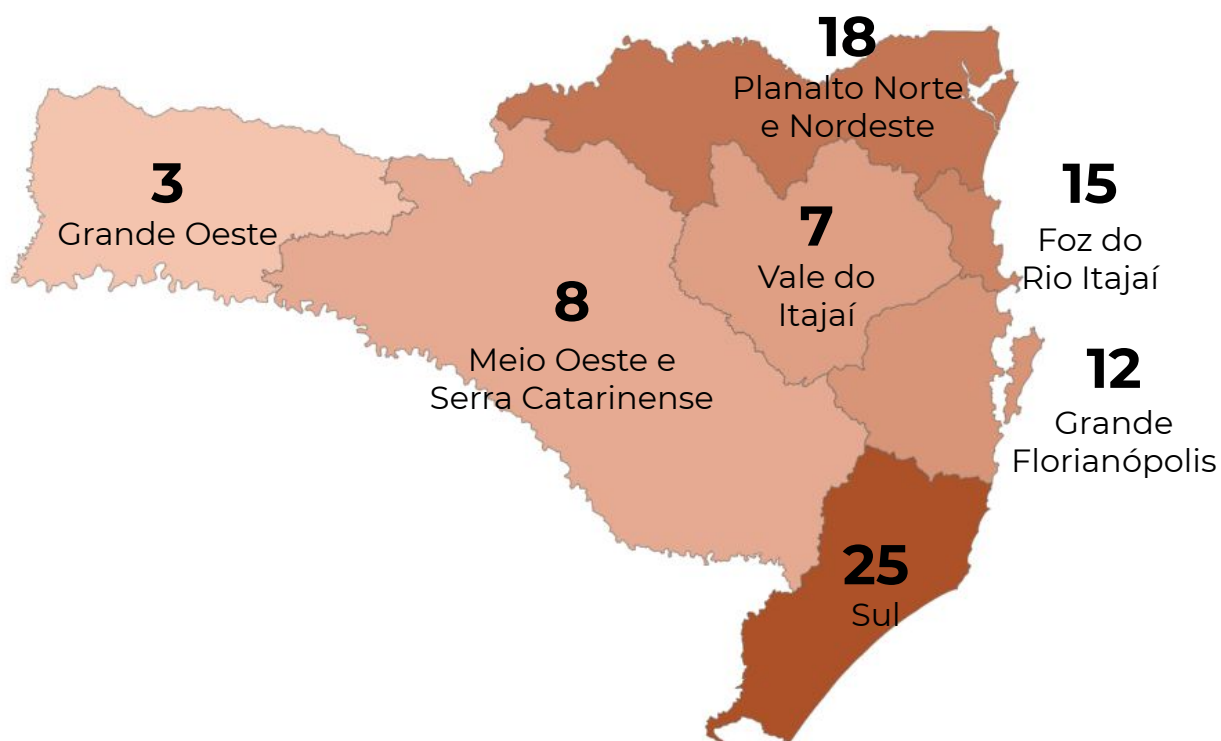 18
Planalto Norte
e Nordeste
3
Grande Oeste
15
Foz do
Rio Itajaí
7
Vale do
Itajaí
8
Meio Oeste e
Serra Catarinense
12
Grande
Florianópolis
25
Sul